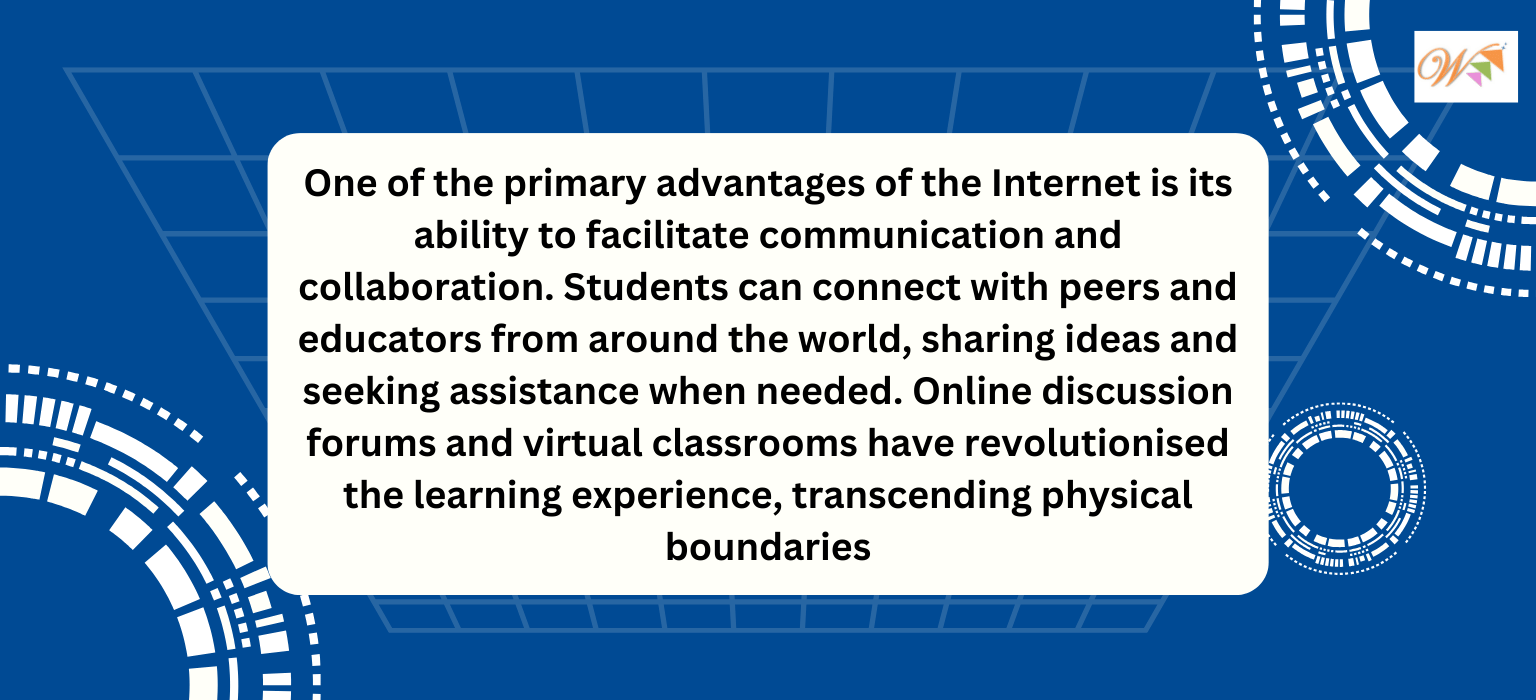 W
One of the primary advantages of the Internet is its
ability to facilitate communication and
collaboration. Students can connect with peers and
educators from around the world, sharing ideas and
seeking assistance when needed. Online discussion
forums and virtual classrooms have revolutionised
the learning experience, transcending physical
boundaries